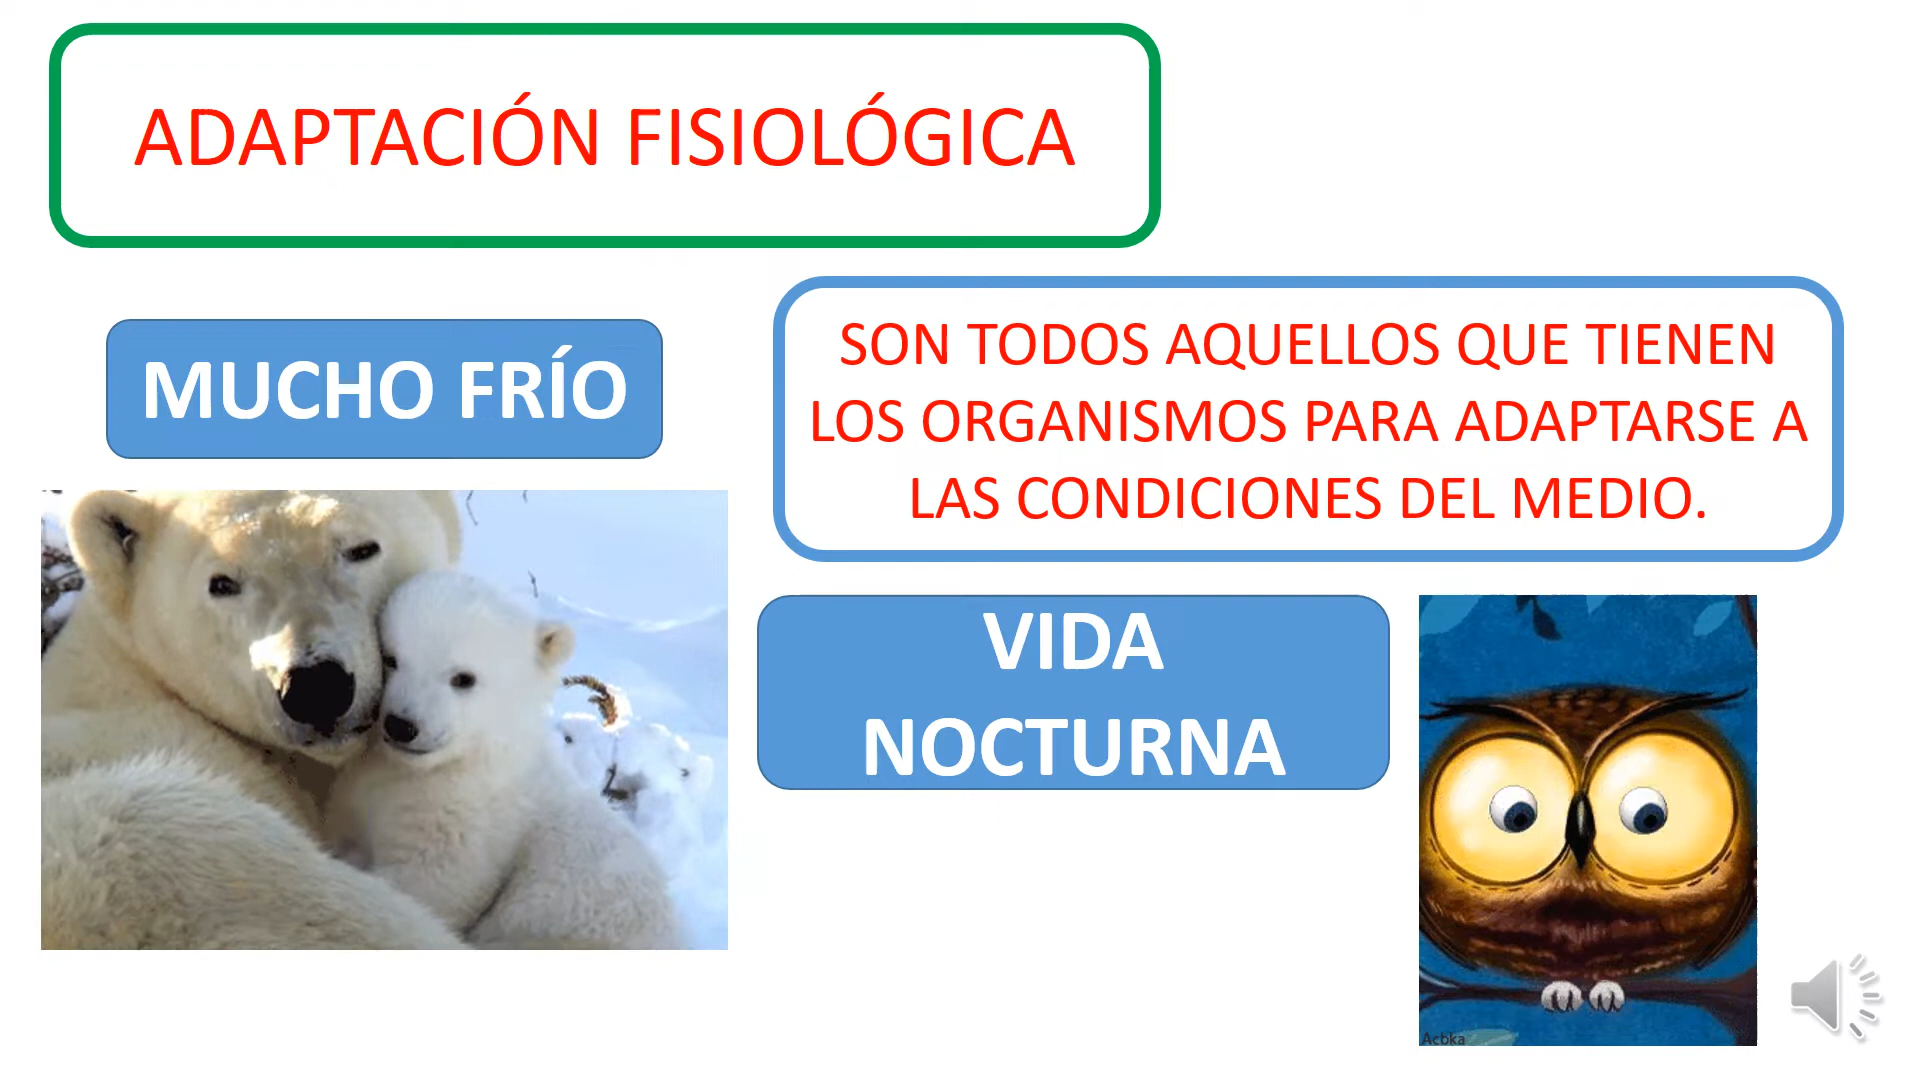 ADAPTACIÓN FISIOLÓGICA
MUCHO FRÍO
SON TODOS AQUELLOS QUE TIENEN
LOS ORGANISMOS PARA ADAPTARSE A
LAS CONDICIONES DEL MEDIO.
VIDA
NOCTURNA
Acbka